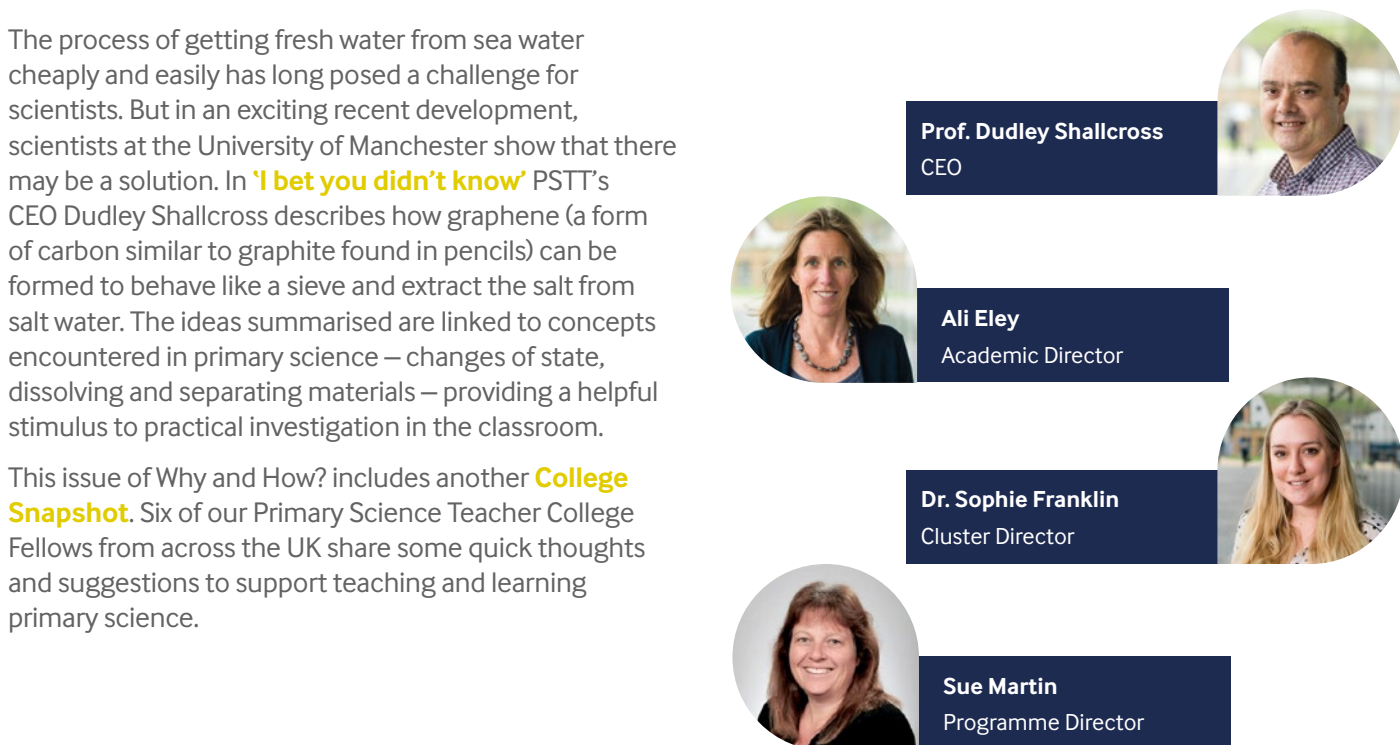 The process of getting fresh water from sea water
cheaply and easily has long posed a challenge for
scientists. But in an exciting recent development,
scientists at the University of Manchester show that there
may be a solution. In ‘I bet you didn’t know’ PSTT’s
CEO Dudley Shallcross describes how graphene (a form
of carbon similar to graphite found in pencils) can be
formed to behave like a sieve and extract the salt from
salt water. The ideas summarised are linked to concepts
encountered in primary science – changes of state,
dissolving and separating materials – providing a helpful
stimulus to practical investigation in the classroom.
This issue of Why and How? includes another College
Snapshot. Six of our Primary Science Teacher College
Fellows from across the UK share some quick thoughts
and suggestions to support teaching and learning
primary science.
Prof. Dudley Shallcross
CEO
Ali Eley
Academic Director
Dr. Sophie Franklin
Cluster Director
Sue Martin
Programme Director